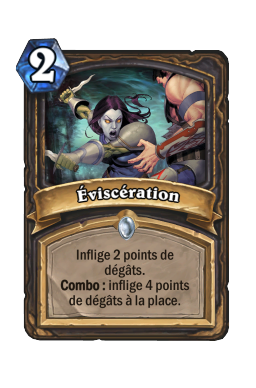 2
Éviscération
Inflige 2 points de
dégâts.
Combo : inflige 4 points
de dégâts à la place.